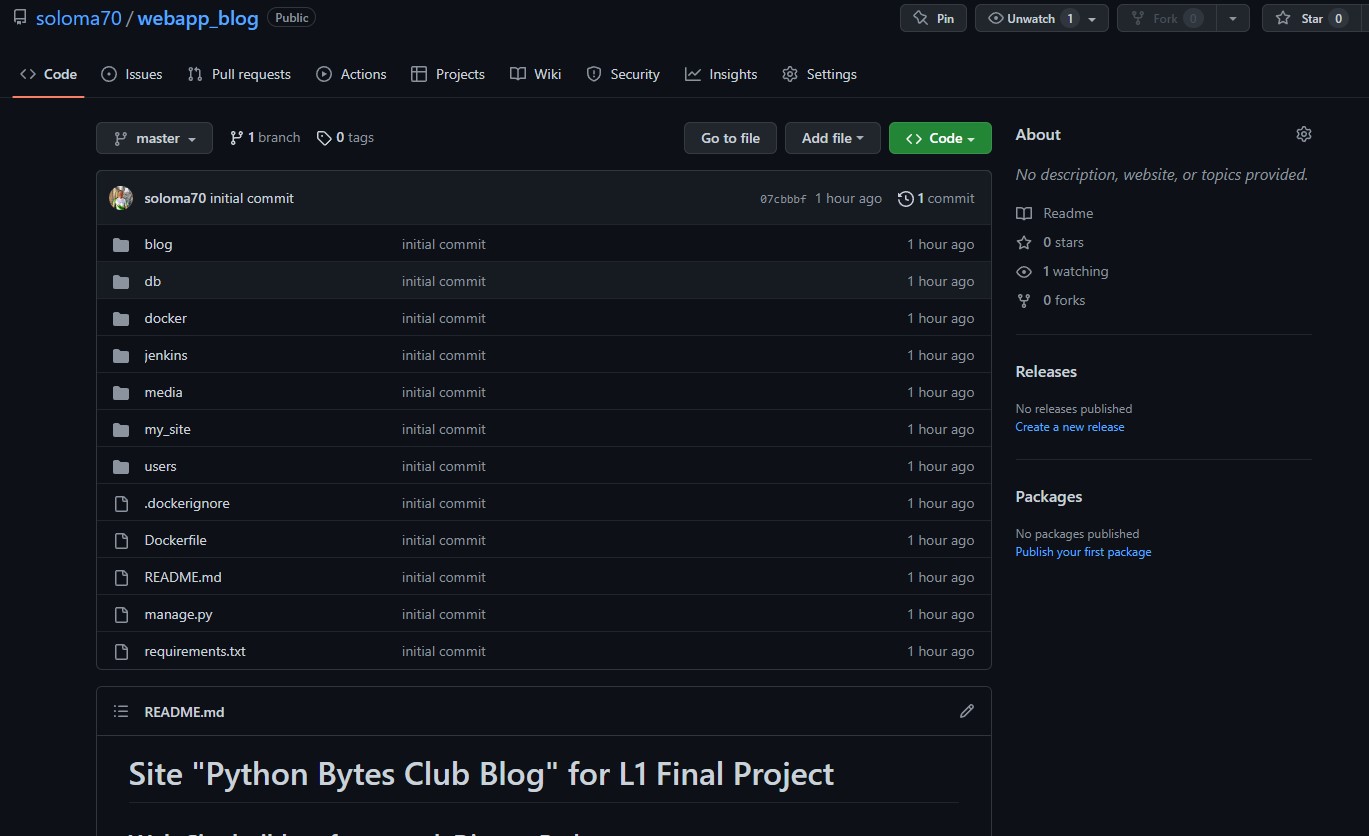 soloma70 / webapp_blog Public Pin Unwatch 1 Fork 0 Star 0
Code Issues Pull requests Actions Projects Wiki Security Insights Settings
master 1 branch 0 tags Go to file Add file Code
soloma70 initial commit 07cbbbf 1 hour ago 1 commit
blog initial commit 1 hour ago
db initial commit 1 hour ago
docker initial commit 1 hour ago
jenkins initial commit 1 hour ago
media initial commit 1 hour ago
my_site initial commit 1 hour ago
users initial commit 1 hour ago
.dockerignore initial commit 1 hour ago
Dockerfile initial commit 1 hour ago
README.md initial commit 1 hour ago
manage.py initial commit 1 hour ago
requirements.txt initial commit 1 hour ago
README.md
Site "Python Bytes Club Blog" for L1 Final Project
About
No description, website, or topics provided.
Readme
0 stars
1 watching
0 forks
Releases
No releases published
Create a new release
Packages
No packages published
Publish your first package